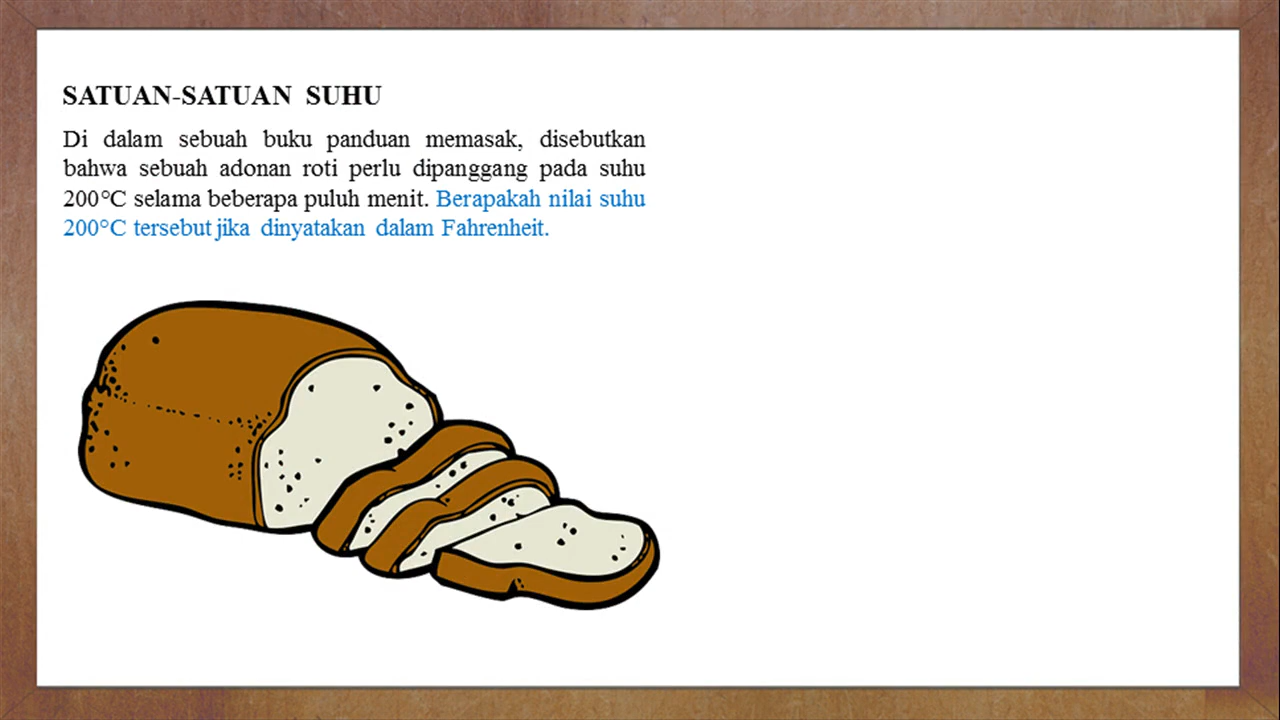 SATUAN-SATUAN SUHU
Di dalam sebuah buku panduan memasak, disebutkan
bahwa sebuah adonan roti perlu dipanggang pada suhu
200°C selama beberapa puluh menit. Berapakah nilai suhu
200°C tersebut jika dinyatakan dalam Fahrenheit.